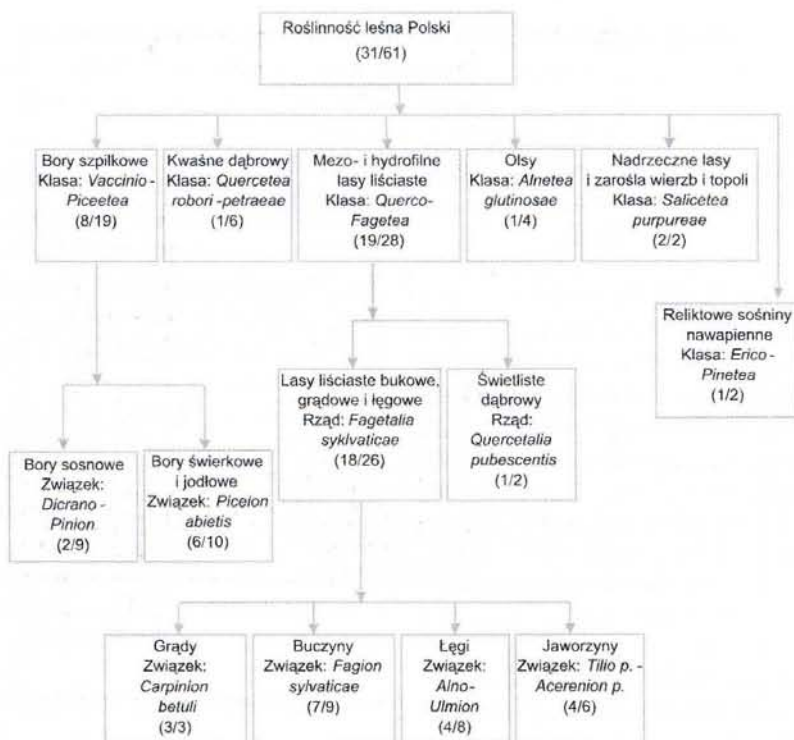 Roślinność leśna Polski
(31/61)
Bory szpilkowe
Klasa: Vaccinio -
Piceetea
(8/19)
Kwaśne dąbrowy
Klasa: Quercetea
robori -petraeae
(1/6)
Mezo- i hydrofilne
lasy liściaste
Klasa: Querco-
Fagetea
(19/28)
Olsy
Klasa: Alnetea
glutinosae
(1/4)
Nadrzeczne lasy
i zarośla wierzb i topoli
Klasa: Salicetea
purpureae
(2/2)
Reliktowe sośniny
nawapienne
Klasa: Erico -
Pinetea
(1/2)
Lasy liściaste bukowe,
grądowe i łęgowe
Rząd: Fagetalia
syklvaticae
(18/26)
Świetliste
dąbrowy
Rząd:
Quercetalia
pubescentis
(1/2)
Bory sosnowe
Związek:
Dicrano -
Pinion
(2/9)
Bory świerkowe
i jodłowe
Związek: Piceion
abietis
(6/10)
Grądy
Związek:
Carpinion
betuli
(3/3)
Buczyny
Związek: Fagion
sylvaticae
(7/9)
Łęgi
Związek:
Alno-
Ulmion
(4/8)
Jaworzyny
Związek: Tilio p. -
Acerenion p.
(4/6)